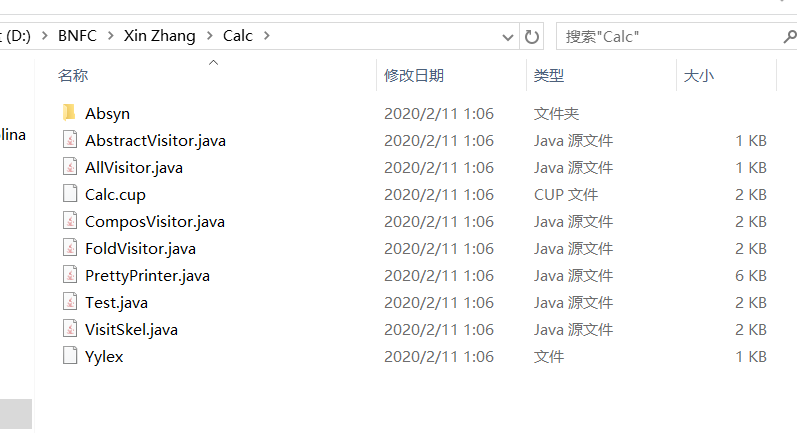 t (D:) > BNFC > Xin Zhang > Calc >
搜索"Calc"
名称 修改日期 类型 大小
Absyn 2020/2/11 1:06 文件夹
AbstractVisitor.java 2020/2/11 1:06 Java 源文件 1 KB
AllVisitor.java 2020/2/11 1:06 Java 源文件 1 KB
Calc.cup 2020/2/11 1:06 CUP 文件 2 KB
ComposVisitor.java 2020/2/11 1:06 Java 源文件 2 KB
FoldVisitor.java 2020/2/11 1:06 Java 源文件 2 KB
PrettyPrinter.java 2020/2/11 1:06 Java 源文件 6 KB
Test.java 2020/2/11 1:06 Java 源文件 2 KB
VisitSkel.java 2020/2/11 1:06 Java 源文件 2 KB
Yylex 2020/2/11 1:06 文件 1 KB
lina